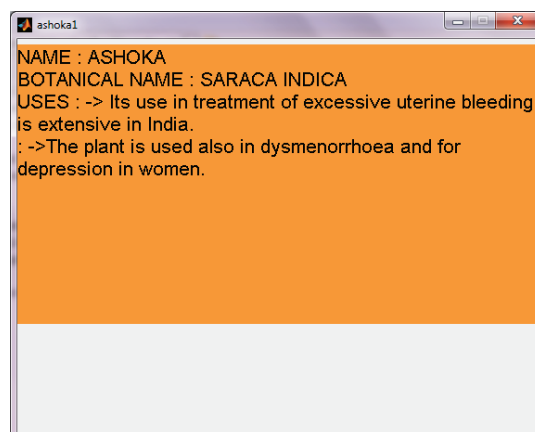 ashoka1
NAME : ASHOKA
BOTANICAL NAME : SARACA INDICA
USES : -> Its use in treatment of excessive uterine bleeding
is extensive in India.
: ->The plant is used also in dysmenorrhoea and for
depression in women.